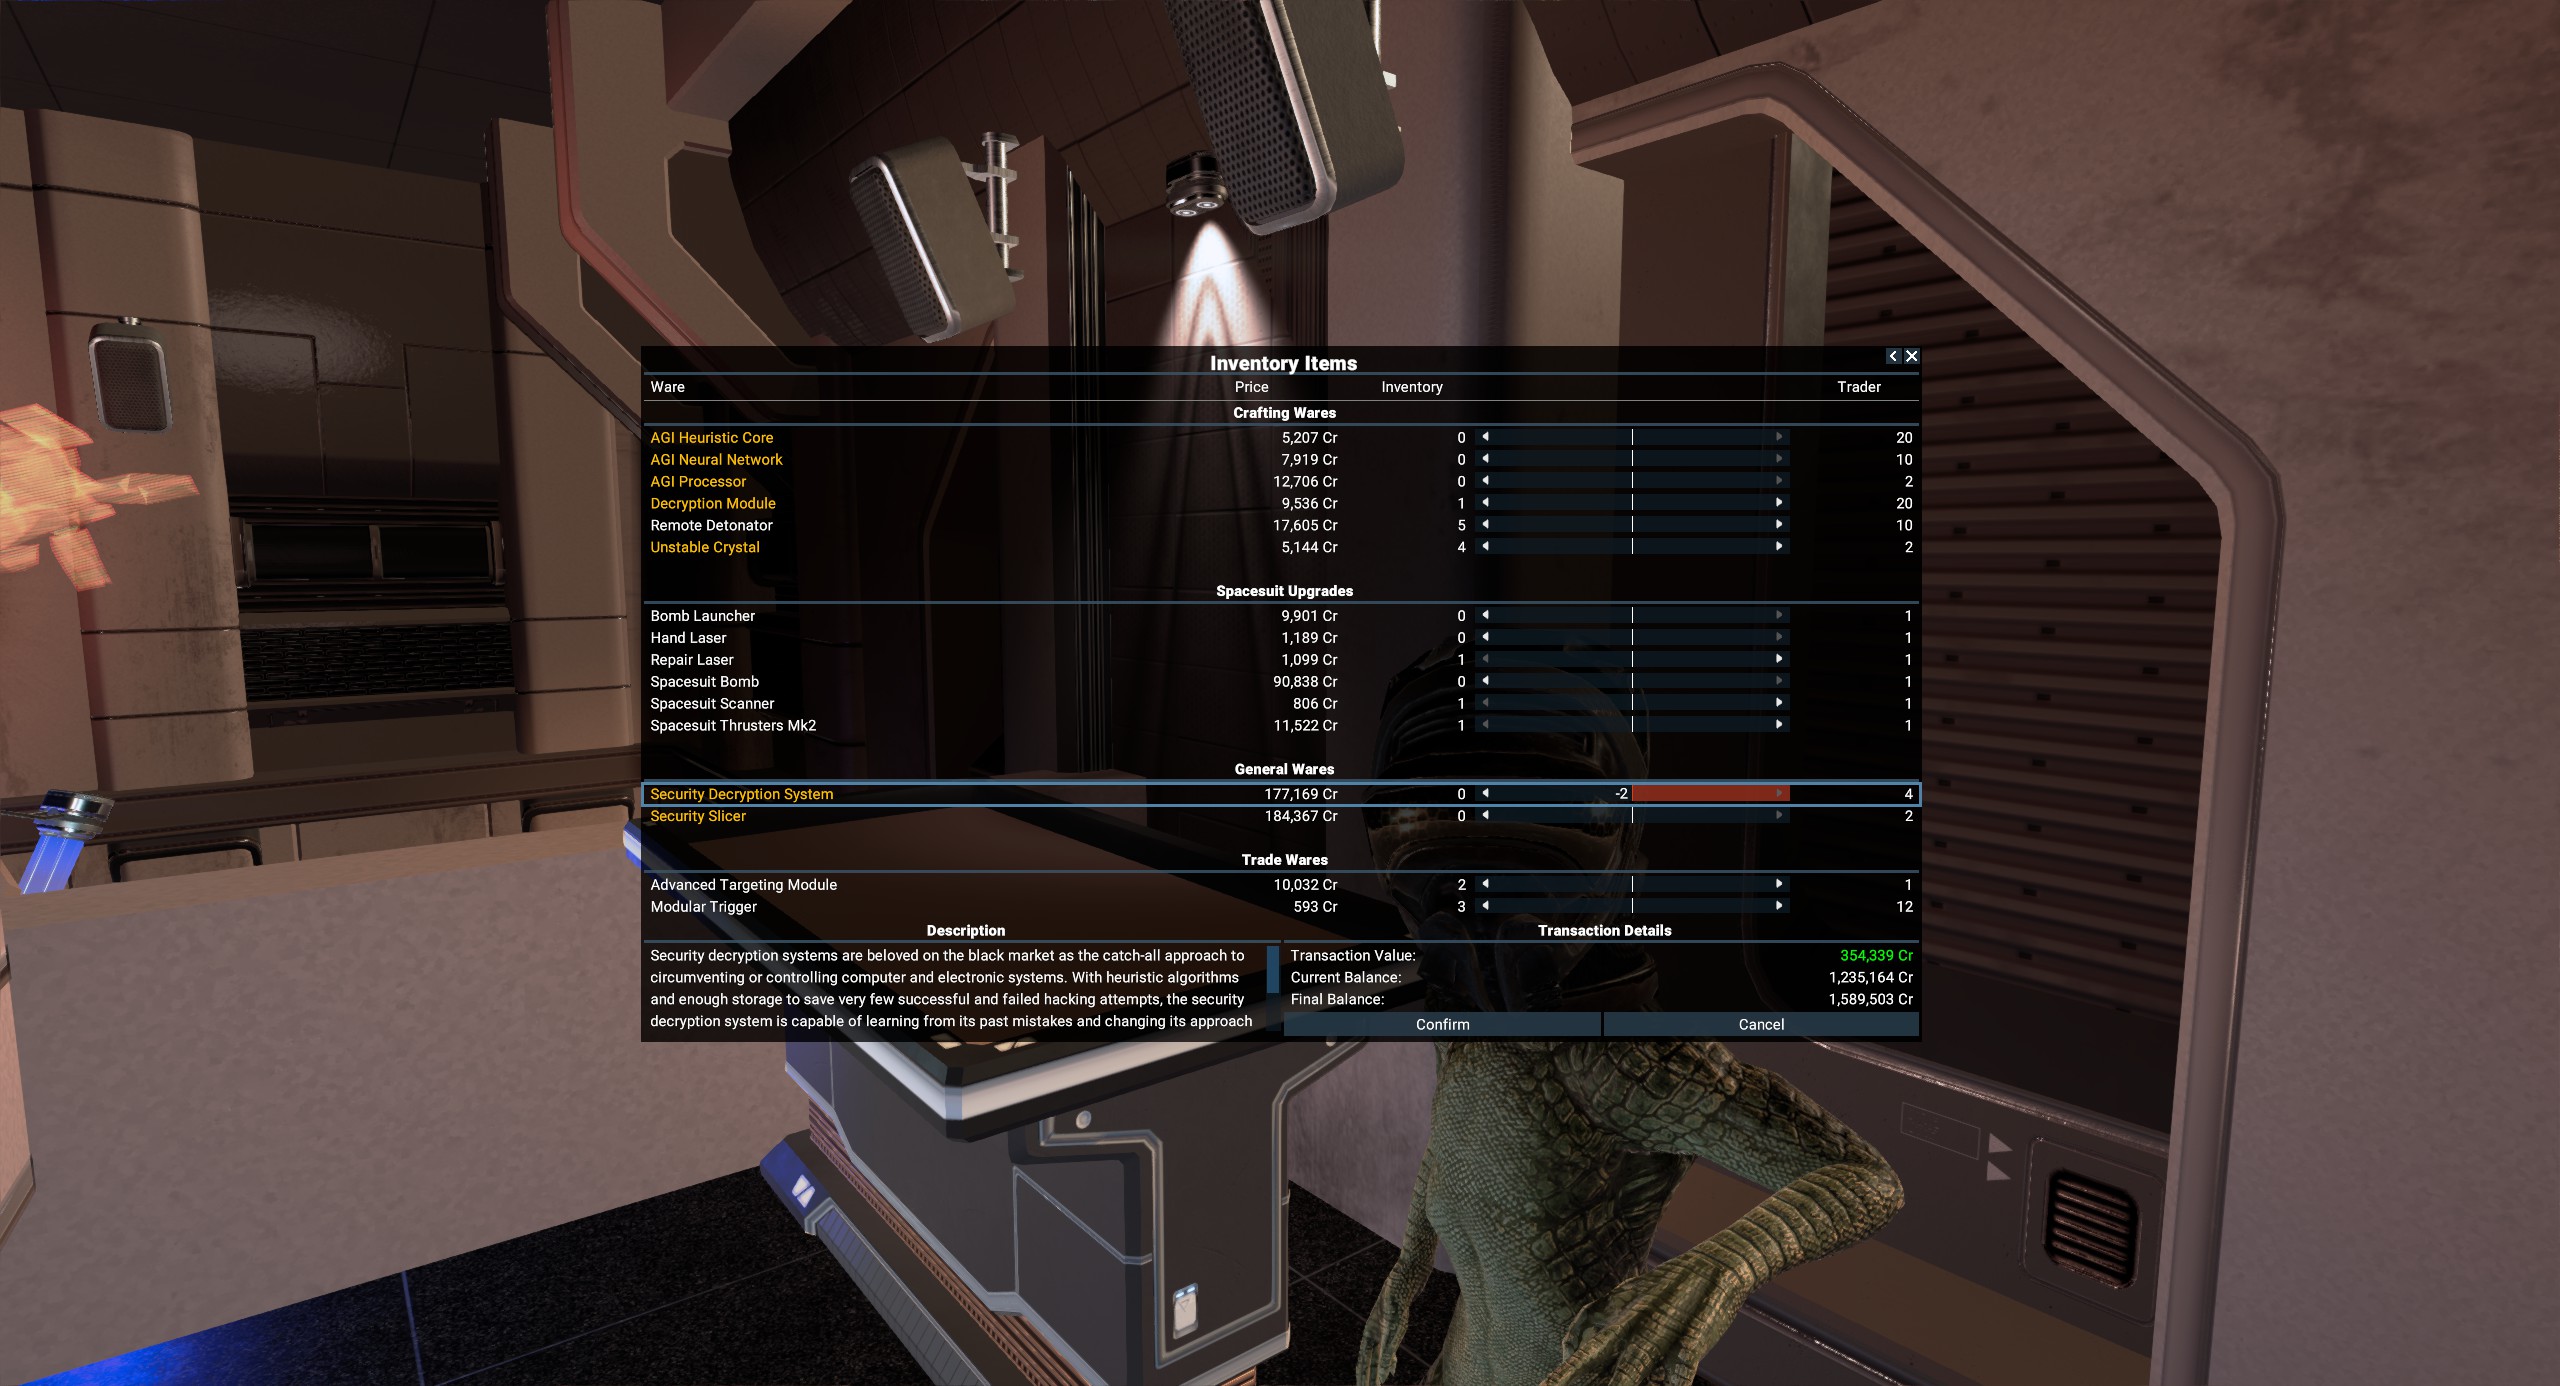 Inventory Items
Ware Price Inventory Trader
Crafting Wares
AGI Heuristic Core 5,207 Cr 0 20
AGI Neural Network 7,919 Cr 0 10
AGI Processor 12,706 Cr 0 2
Decryption Module 9,536 Cr 1 20
Remote Detonator 17,605 Cr 5 10
Unstable Crystal 5,144 Cr 4 2
Spacesuit Upgrades
Bomb Launcher 9,901 Cr 0 1
Hand Laser 1,189 Cr 0 1
Repair Laser 1,099 Cr 1 1
Spacesuit Bomb 90,838 Cr 0 1
Spacesuit Scanner 806 Cr 1 1
Spacesuit Thrusters Mk2 11,522 Cr 1 1
General Wares
Security Decryption System 177,169 Cr 0 -2 4
Security Slicer 184,367 Cr 0 2
Trade Wares
Advanced Targeting Module 10,032 Cr 2 1
Modular Trigger 593 Cr 3 12
Description
Security decryption systems are beloved on the black market as the catch-all approach to
circumventing or controlling computer and electronic systems. With heuristic algorithms
and enough storage to save very few successful and failed hacking attempts, the security
decryption system is capable of learning from its past mistakes and changing its approach
Transaction Details
Transaction Value: 354,339 Cr
Current Balance: 1,235,164 Cr
Final Balance: 1,589,503 Cr
Confirm Cancel